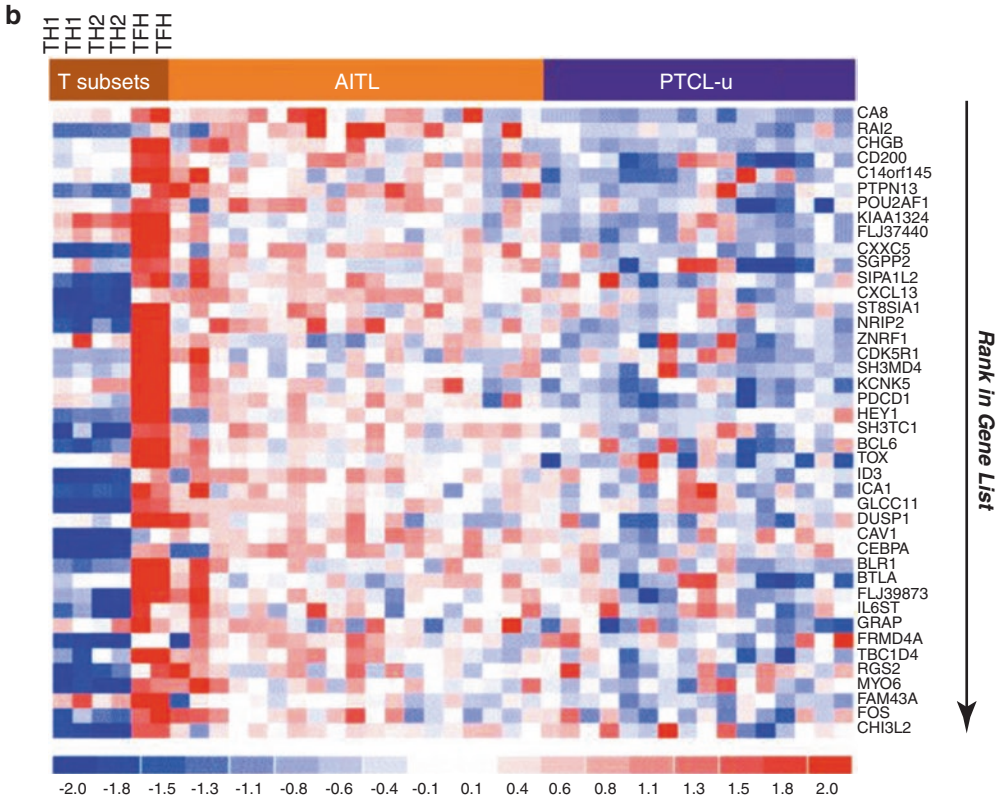 b
TH1
TH1
TH2
TH2
TFH
TFH
T subsets
AITL
PTCL-u
CA8
RAI2
CHGB
CD200
C14orf145
PTPN13
POU2AF1
KIAA1324
FLJ37440
CXXC5
SGPP2
SIPA1L2
CXCL13
ST8SIA1
NRIP2
ZNRF1
CDK5R1
SH3MD4
KCNK5
PDCD1
HEY1
SH3TC1
BCL6
TOX
ID3
ICA1
GLCC11
DUSP1
CAV1
CEBPA
BLR1
BTLA
FLJ39873
IL6ST
GRAP
FRMD4A
TBC1D4
RGS2
MYO6
FAM43A
FOS
CHI3L2
Rank in Gene List
-2.0 -1.8 -1.5 -1.3 -1.1 -0.8 -0.6 -0.4 -0.1 0.1 0.4 0.6 0.8 1.1 1.3 1.5 1.8 2.0